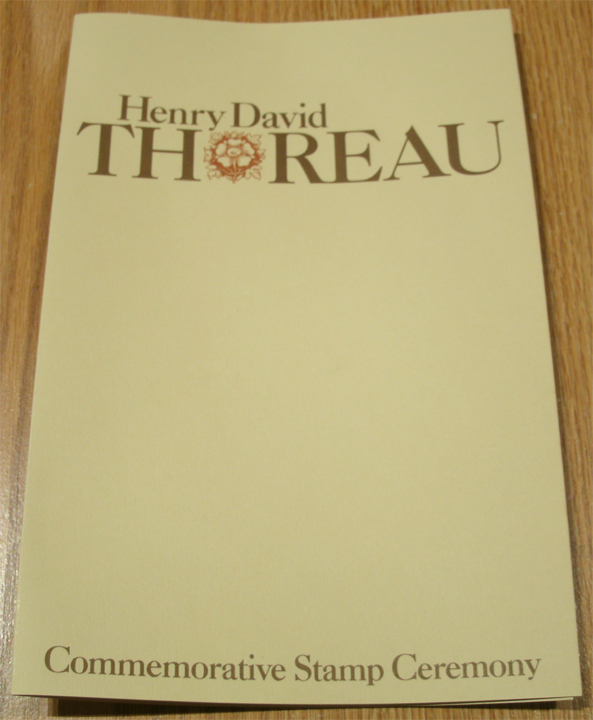 Henry David
THOREAU
Commemorative Stamp Ceremony